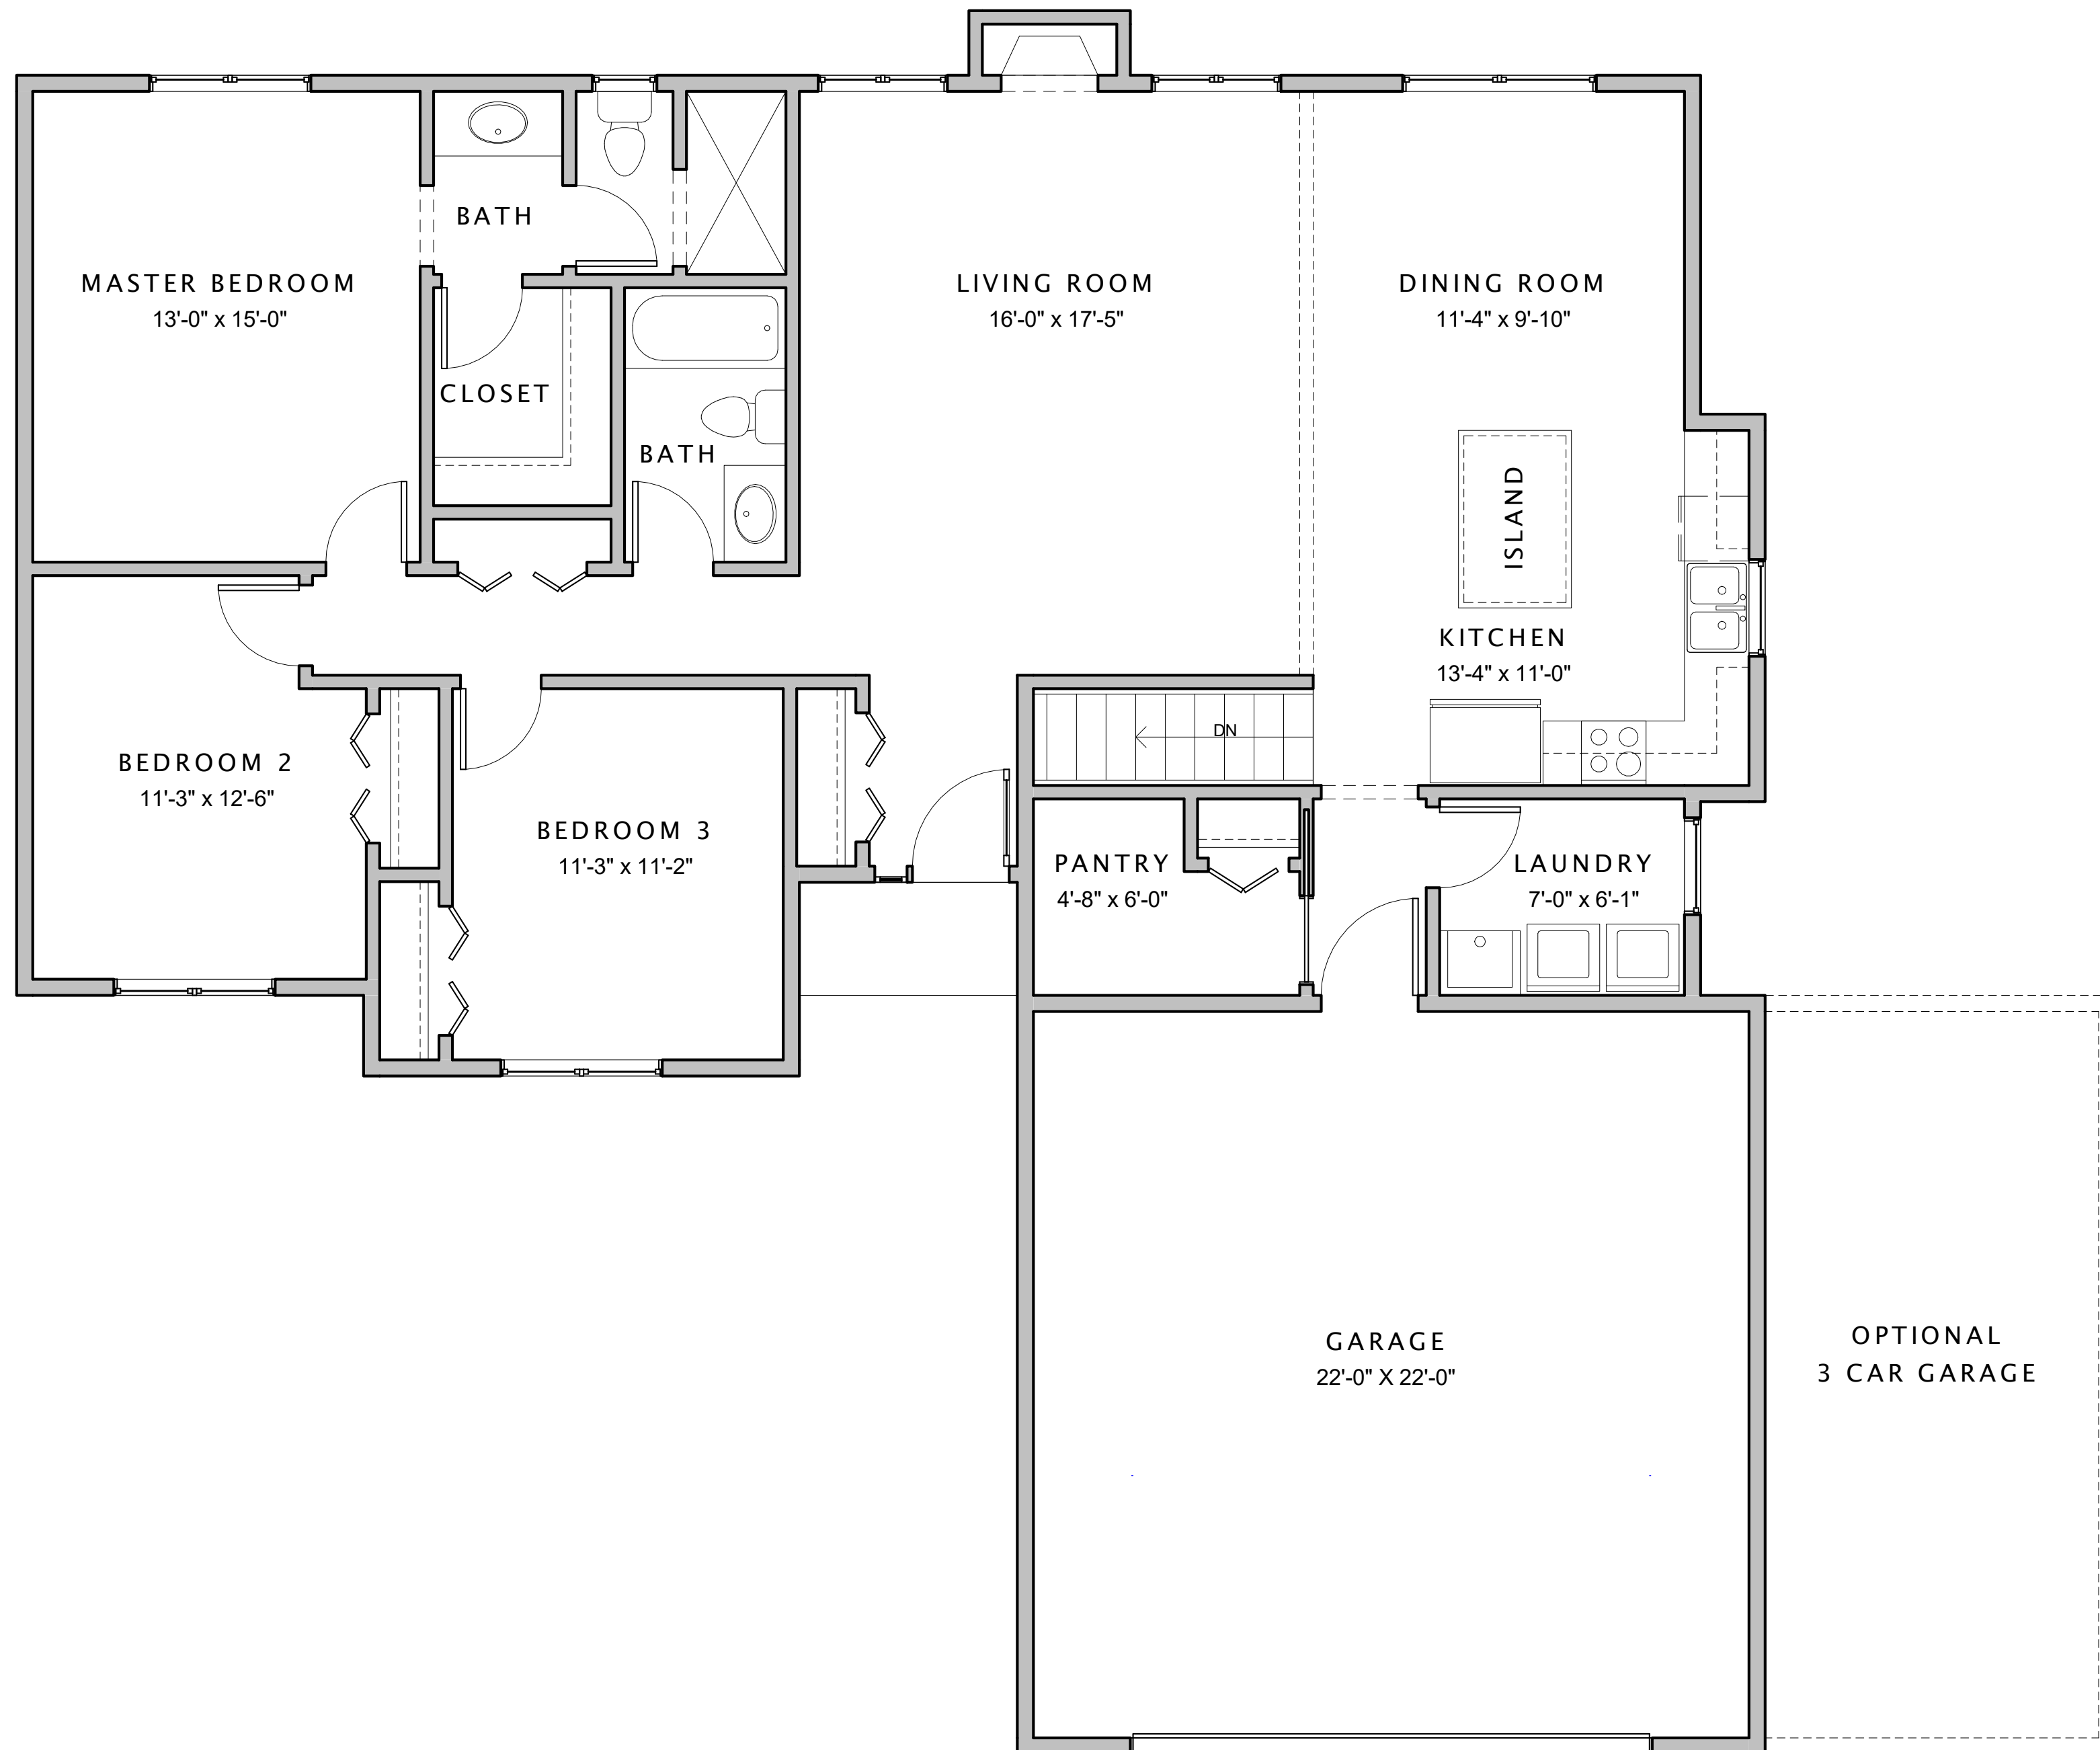 BATH
MASTER BEDROOM
13'-0" x 15'-0"
LIVING ROOM
16'-0" x 17'-5"
DINING ROOM
11'-4" x 9'-10"
CLOSET
BATH
ISLAND
KITCHEN
13'-4" x 11'-0"
DN
BEDROOM 2
11'-3" x 12'-6"
BEDROOM 3
11'-3" x 11'-2"
PANTRY
4'-8" x 6'-0"
LAUNDRY
7'-0" x 6'-1"
GARAGE
22'-0" X 22'-0"
OPTIONAL
3 CAR GARAGE